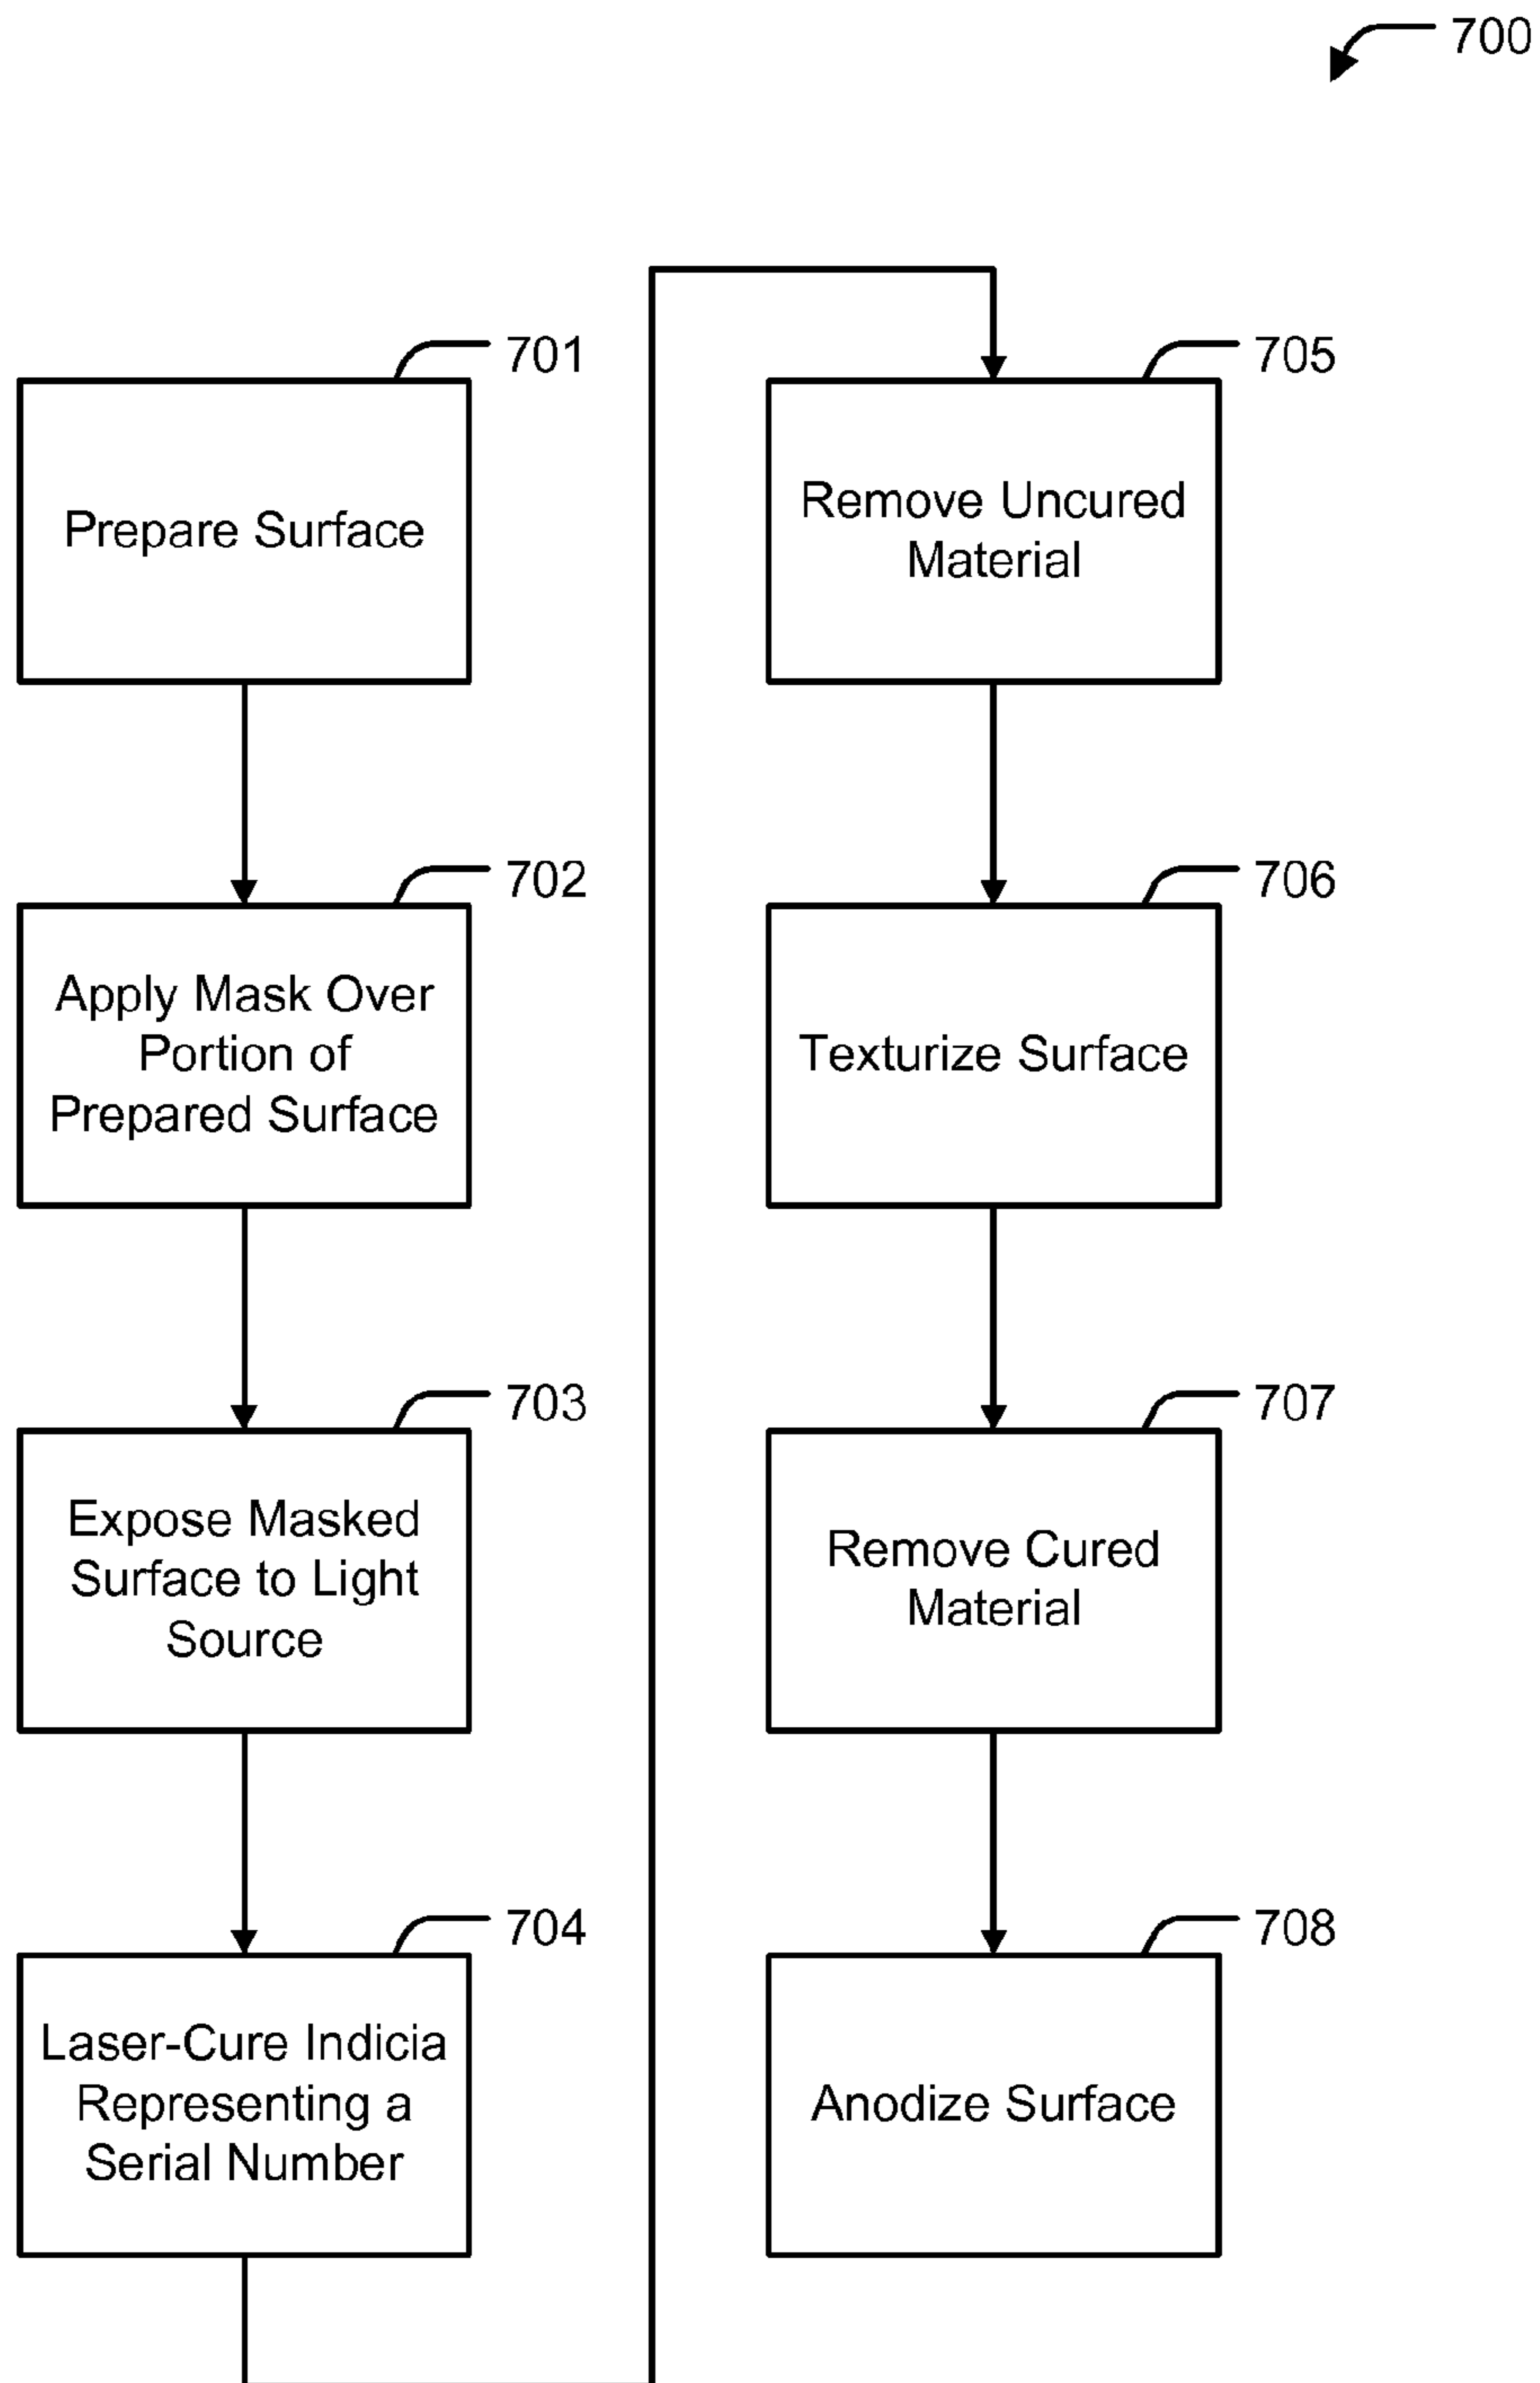 700
701
Prepare Surface
702
Apply Mask Over
Portion of
Prepared Surface
703
Expose Masked
Surface to Light
Source
704
Laser-Cure Indicia
Representing a
Serial Number
705
Remove Uncured
Material
706
Texturize Surface
707
Remove Cured
Material
708
Anodize Surface